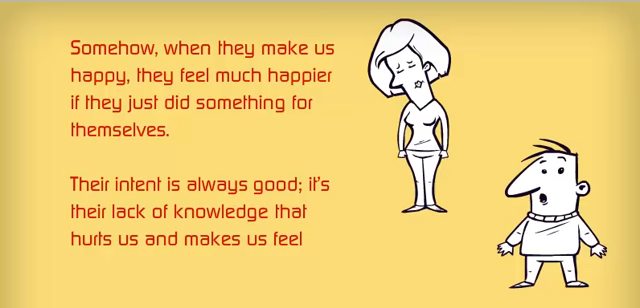 Somehow, when they make us
happy, they feel much happier
if they just did something for
themselves.
Their intent is always good; it's
their lack of knowledge that
hurts us and makes us feel